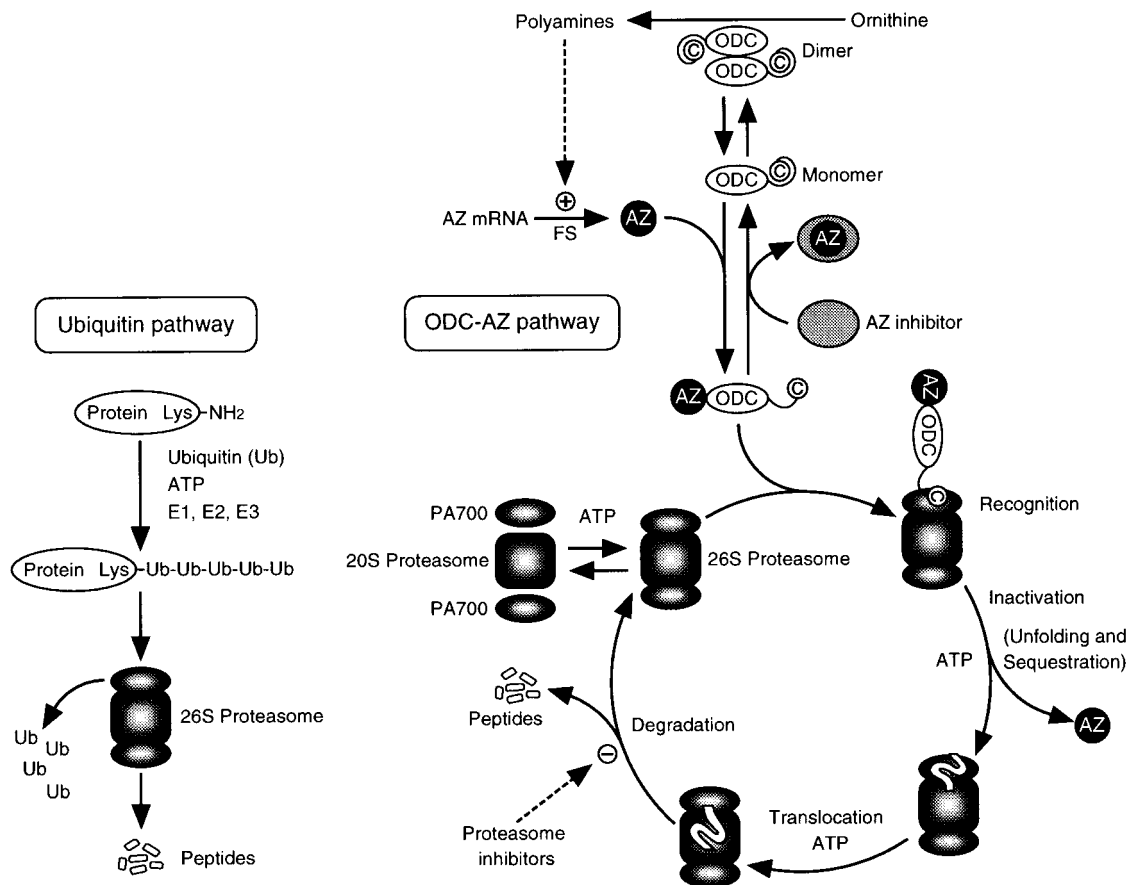 Polyamines
Ornithine
C
ODC
Dimer
ODC
C
ODC
C
Monomer
+
AZ mRNA
FS
AZ
AZ
AZ inhibitor
Ubiquitin pathway
ODC-AZ pathway
Protein Lys-NH2
Ubiquitin (Ub)
ATP
E1, E2, E3
Protein Lys-Ub-Ub-Ub-Ub-Ub
26S Proteasome
Ub
Ub
Ub
Ub
Peptides
AZ
ODC
C
AZ
ODC
C
Recognition
PA700
ATP
20S Proteasome
26S Proteasome
PA700
Inactivation
(Unfolding and
Sequestration)
ATP
AZ
Peptides
Degradation
−
Proteasome
inhibitors
Translocation
ATP